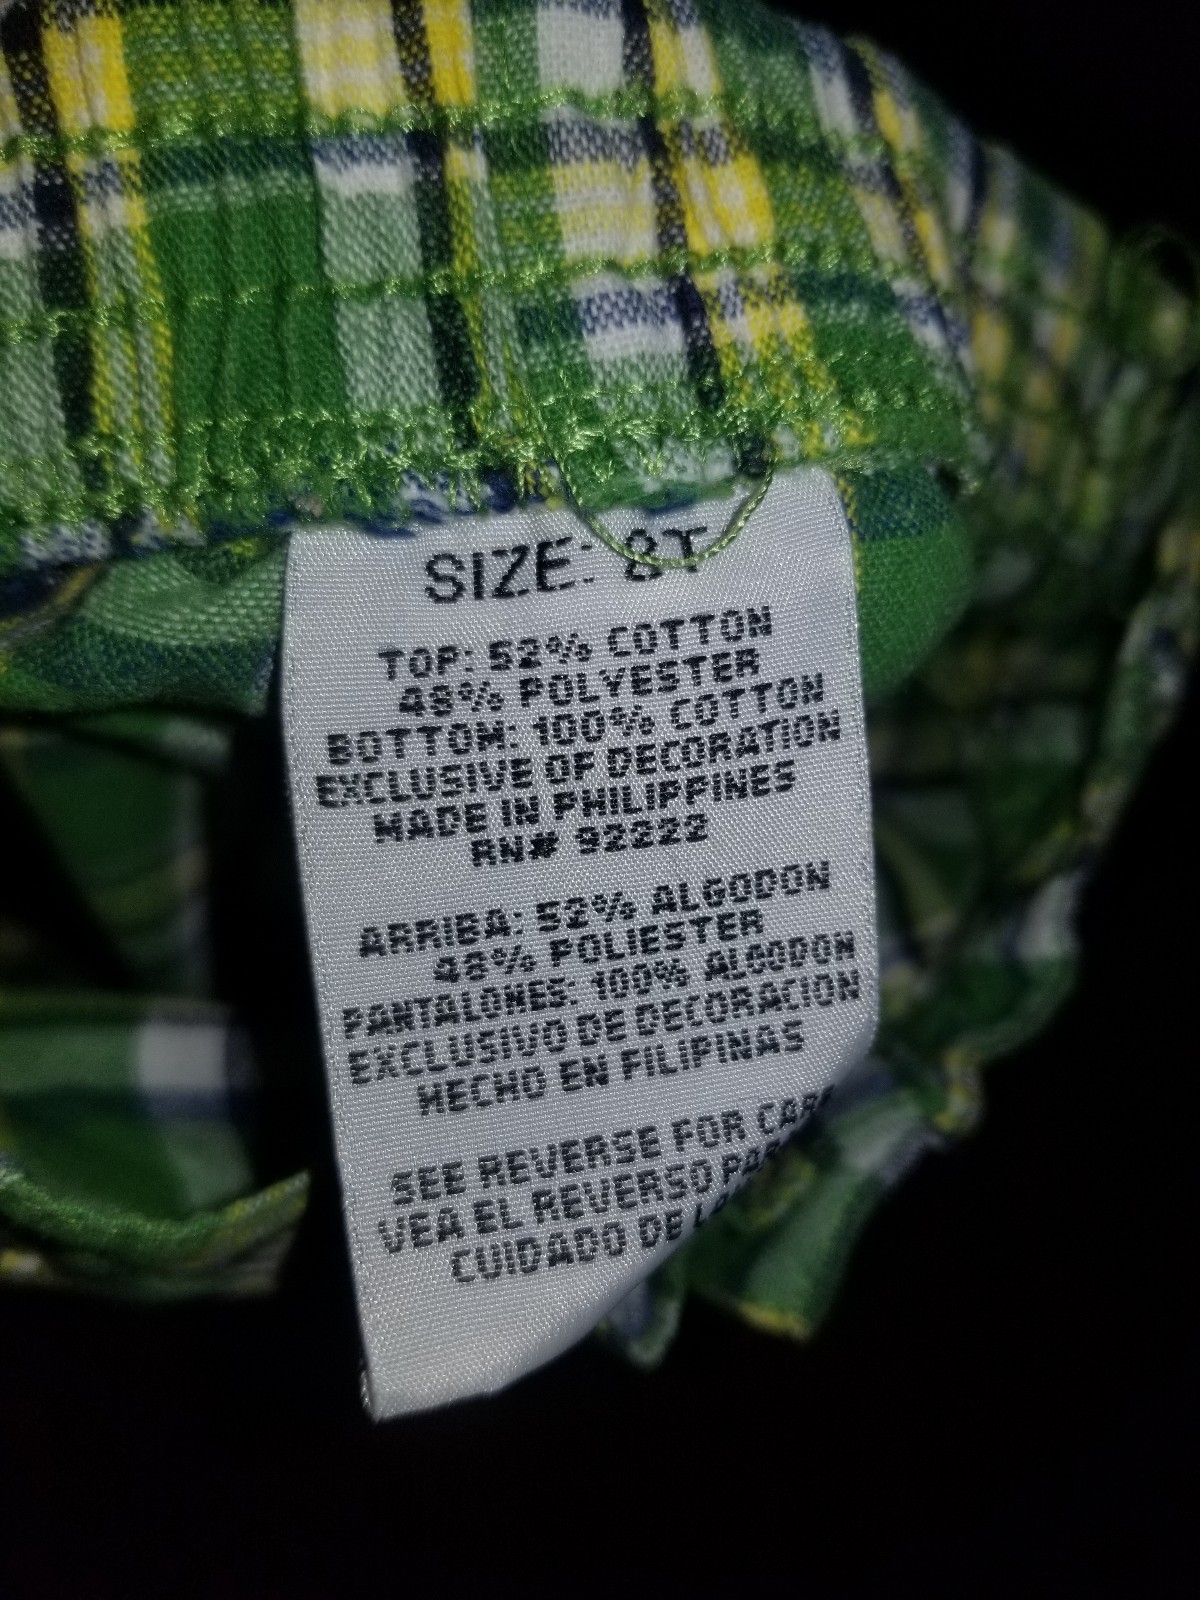 SIZE: 8T
TOP: 52% COTTON
48% POLYESTER
BOTTOM: 100% COTTON
EXCLUSIVE OF DECORATION
MADE IN PHILIPPINES
RN# 92222
ARRIBA: 52% ALGODON
48% POLIESTER
PANTALONES: 100% ALGODON
EXCLUSIVO DE DECORACION
HECHO EN FILIPINAS
SEE REVERSE FOR CARE
VEA EL REVERSO
CUIDADO DE